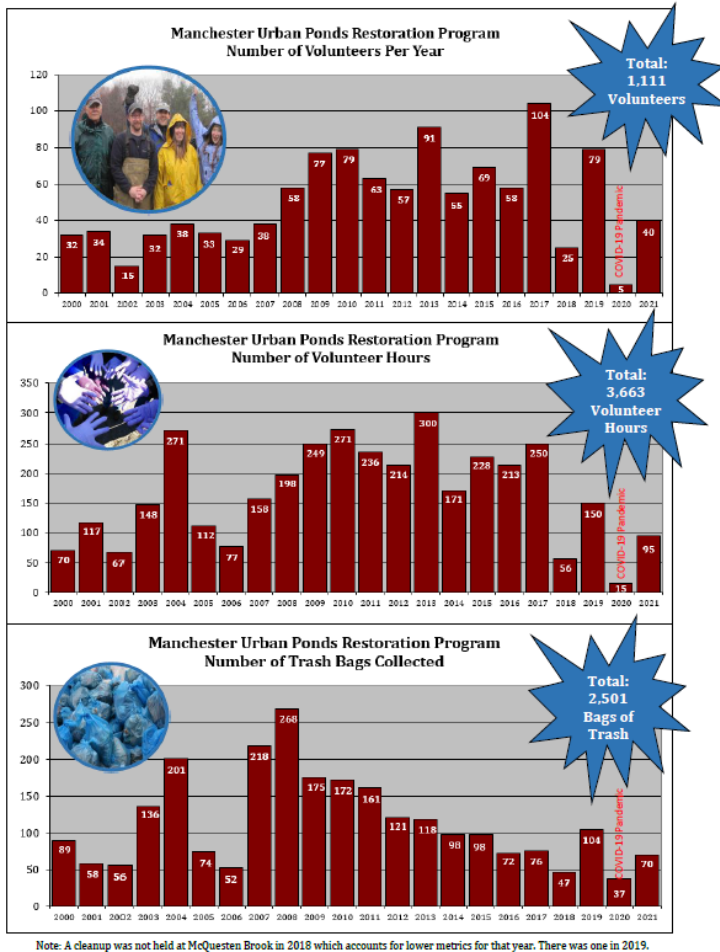 Manchester Urban Ponds Restoration Program
Number of Volunteers Per Year
Total:
1,111
Volunteers
120
100
80
60
40
20
0
32 34 15 32 38 33 29 38 58 77 79 63 57 91 55 69 58 104 25 79 5 40
COVID-19 Pandemic
2000 2001 2002 2003 2004 2005 2006 2007 2008 2009 2010 2011 2012 2013 2014 2015 2016 2017 2018 2019 2020 2021
Manchester Urban Ponds Restoration Program
Number of Volunteer Hours
Total:
3,663
Volunteer
Hours
350
300
250
200
150
100
50
0
70 117 67 148 271 112 77 158 198 249 271 236 214 300 171 228 213 250 56 150 15 95
COVID-19 Pandemic
2000 2001 2002 2003 2004 2005 2006 2007 2008 2009 2010 2011 2012 2013 2014 2015 2016 2017 2018 2019 2020 2021
Manchester Urban Ponds Restoration Program
Number of Trash Bags Collected
Total:
2,501
Bags of
Trash
300
250
200
150
100
50
0
89 58 56 136 201 74 52 218 268 175 172 161 121 118 98 98 72 76 47 104 37 70
COVID-19 Pandemic
2000 2001 2002 2003 2004 2005 2006 2007 2008 2009 2010 2011 2012 2013 2014 2015 2016 2017 2018 2019 2020 2021
Note: A cleanup was not held at McQuesten Brook in 2018 which accounts for lower metrics for that year. There was one in 2019.